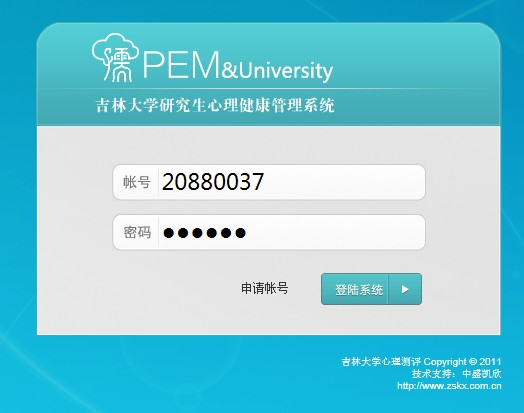 儒 PEM&University
吉林大学研究生心理健康管理系统
帐号 20880037
密码 ●●●●●●
申请帐号 登陆系统
吉林大学心理测评 Copyright © 2011
技术支持：中盛凯欣
http://www.zskx.com.cn